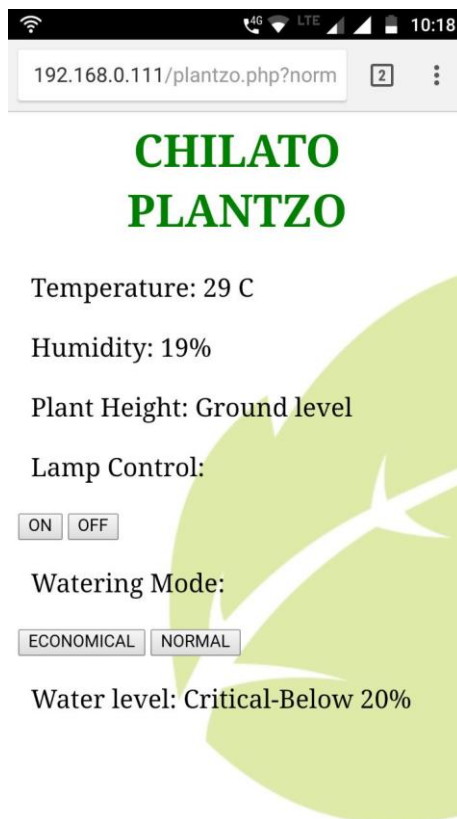 4G LTE 10:18
192.168.0.111/plantzo.php?norm 2
CHILATO
PLANTZO
Temperature: 29 C
Humidity: 19%
Plant Height: Ground level
Lamp Control:
ON OFF
Watering Mode:
ECONOMICAL NORMAL
Water level: Critical-Below 20%